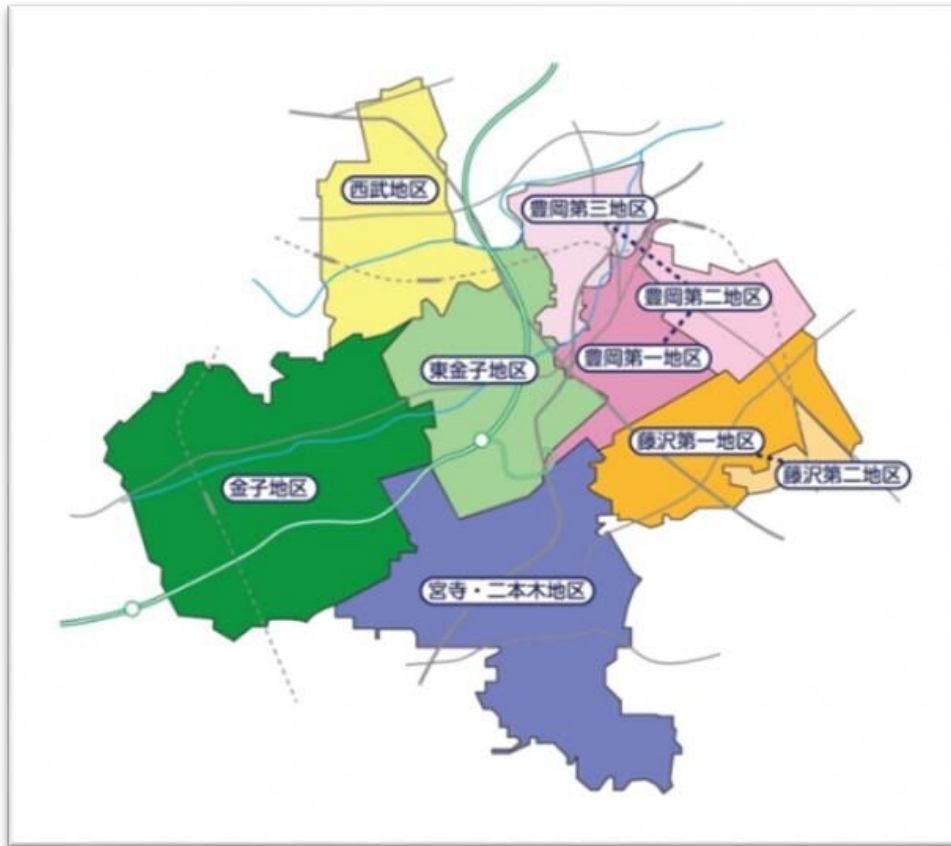 西武地区
豊岡第三地区
豊岡第二地区
豊岡第一地区
東金子地区
藤沢第一地区
藤沢第二地区
金子地区
宮寺・二本木地区